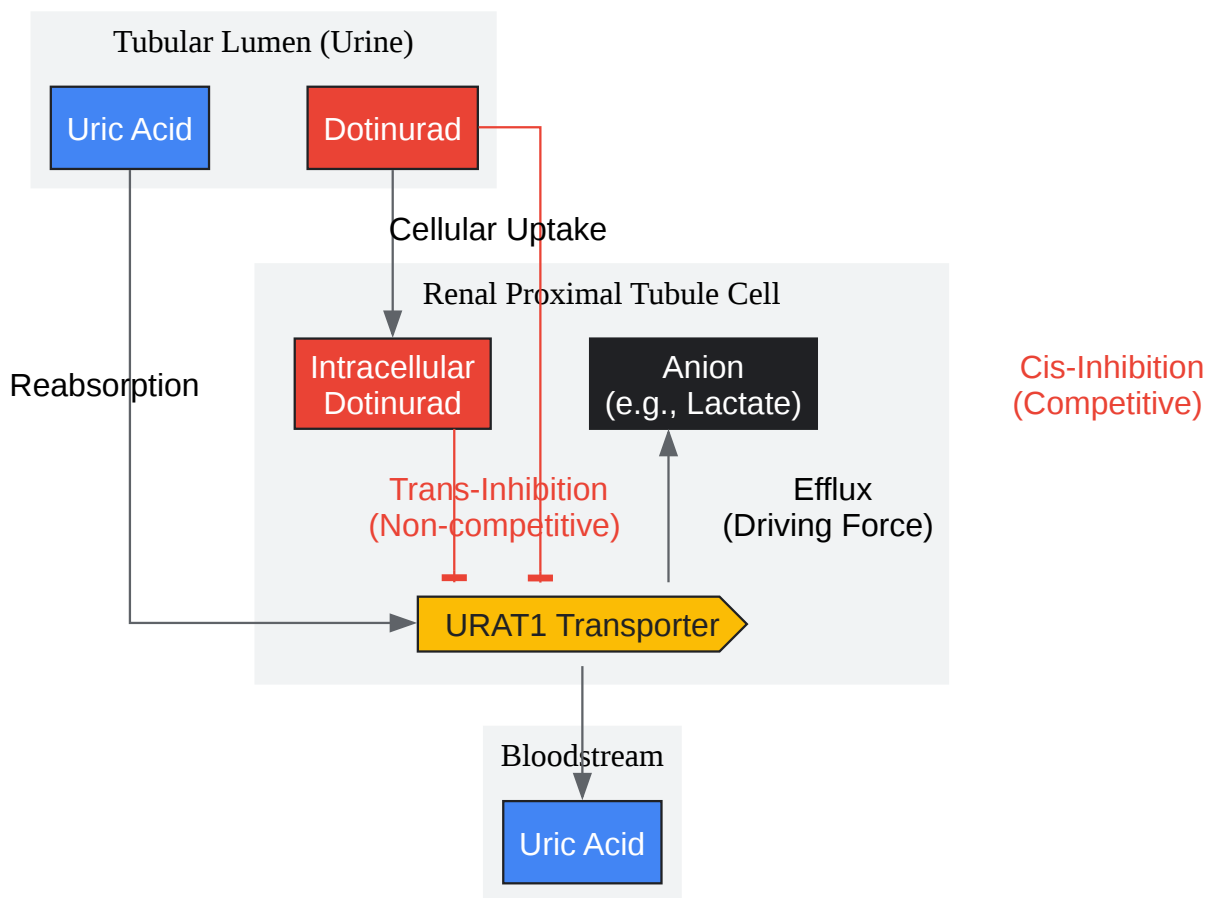 Tubular Lumen (Urine)
Uric Acid
Dotinurad
Cellular Uptake
Renal Proximal Tubule Cell
Reabsorption
Intracellular
Dotinurad
Anion
(e.g., Lactate)
Cis-Inhibition
(Competitive)
Trans-Inhibition
(Non-competitive)
Efflux
(Driving Force)
URAT1 Transporter
Bloodstream
Uric Acid